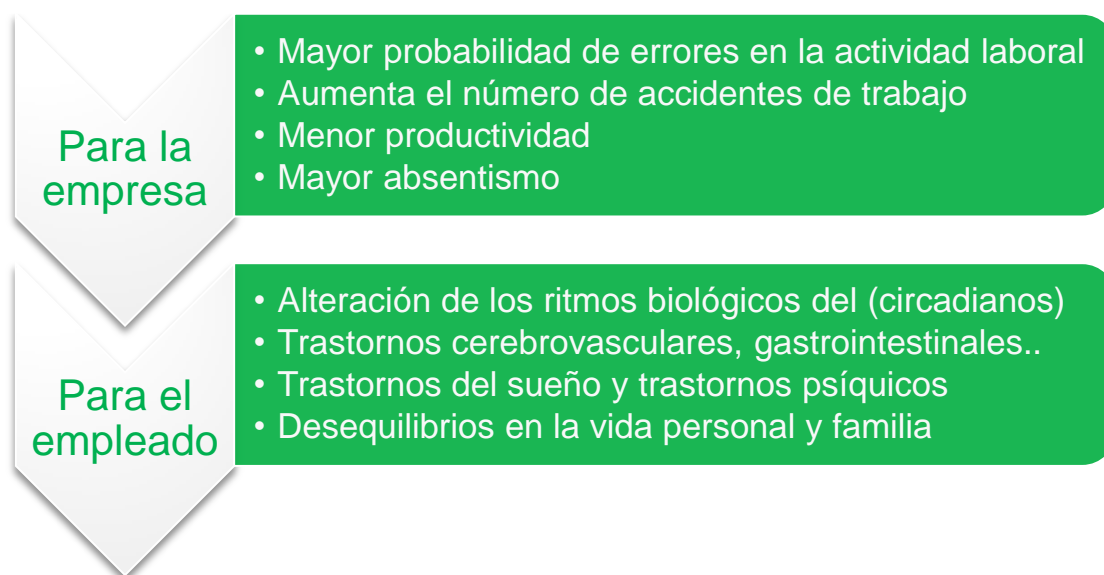 Para la
empresa
• Mayor probabilidad de errores en la actividad laboral
• Aumenta el número de accidentes de trabajo
• Menor productividad
• Mayor absentismo
Para el
empleado
• Alteración de los ritmos biológicos del (circadianos)
• Trastornos cerebrovasculares, gastrointestinales..
• Trastornos del sueño y trastornos psíquicos
• Desequilibrios en la vida personal y familia